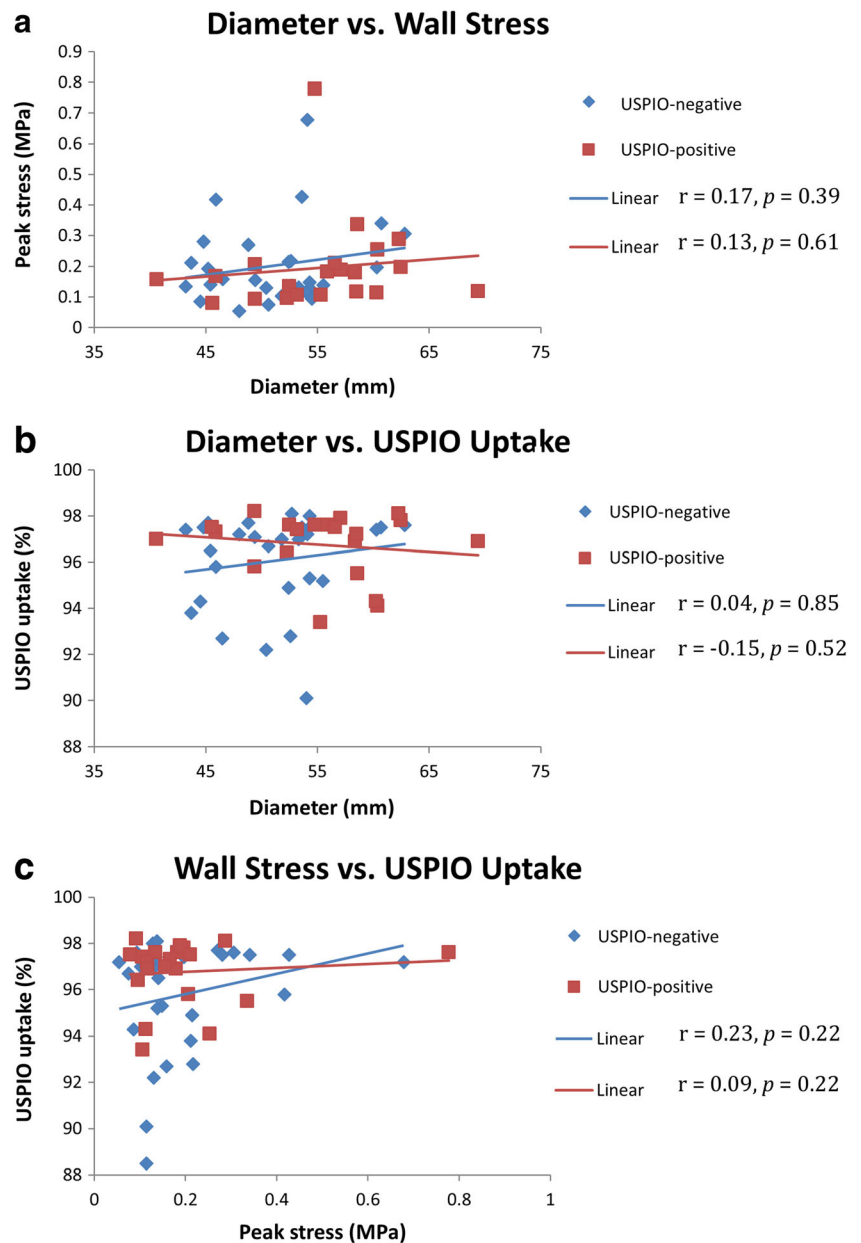 a
Diameter vs. Wall Stress
Peak stress (MPa)
0.9
0.8
0.7
0.6
0.5
0.4
0.3
0.2
0.1
0
35 45 55 65 75
Diameter (mm)
USPIO-negative
USPIO-positive
Linear r = 0.17, p = 0.39
Linear r = 0.13, p = 0.61
b
Diameter vs. USPIO Uptake
USPIO uptake (%)
100
98
96
94
92
90
88
35 45 55 65 75
Diameter (mm)
USPIO-negative
USPIO-positive
Linear r = 0.04, p = 0.85
Linear r = -0.15, p = 0.52
c
Wall Stress vs. USPIO Uptake
USPIO uptake (%)
100
98
96
94
92
90
88
0 0.2 0.4 0.6 0.8 1
Peak stress (MPa)
USPIO-negative
USPIO-positive
Linear r = 0.23, p = 0.22
Linear r = 0.09, p = 0.22